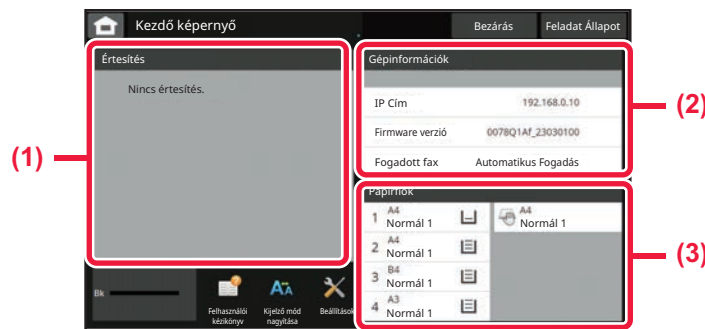 Kezdő képernyő
Bezárás
Feladat Állapot
Értesítés
Nincs értesítés.
Gépinformációk
IP Cím
192.168.0.10
Firmware verzió
0078Q1Af_23030100
Fogadott fax
Automatikus Fogadás
Papírfiók
1 A4
Normál 1
A4
Normál 1
2 A4
Normál 1
3 B4
Normál 1
4 A3
Normál 1
Bk
Felhasználói
kézikönyv
Kijelző mód
nagyítása
Beállítások
(1)
(2)
(3)